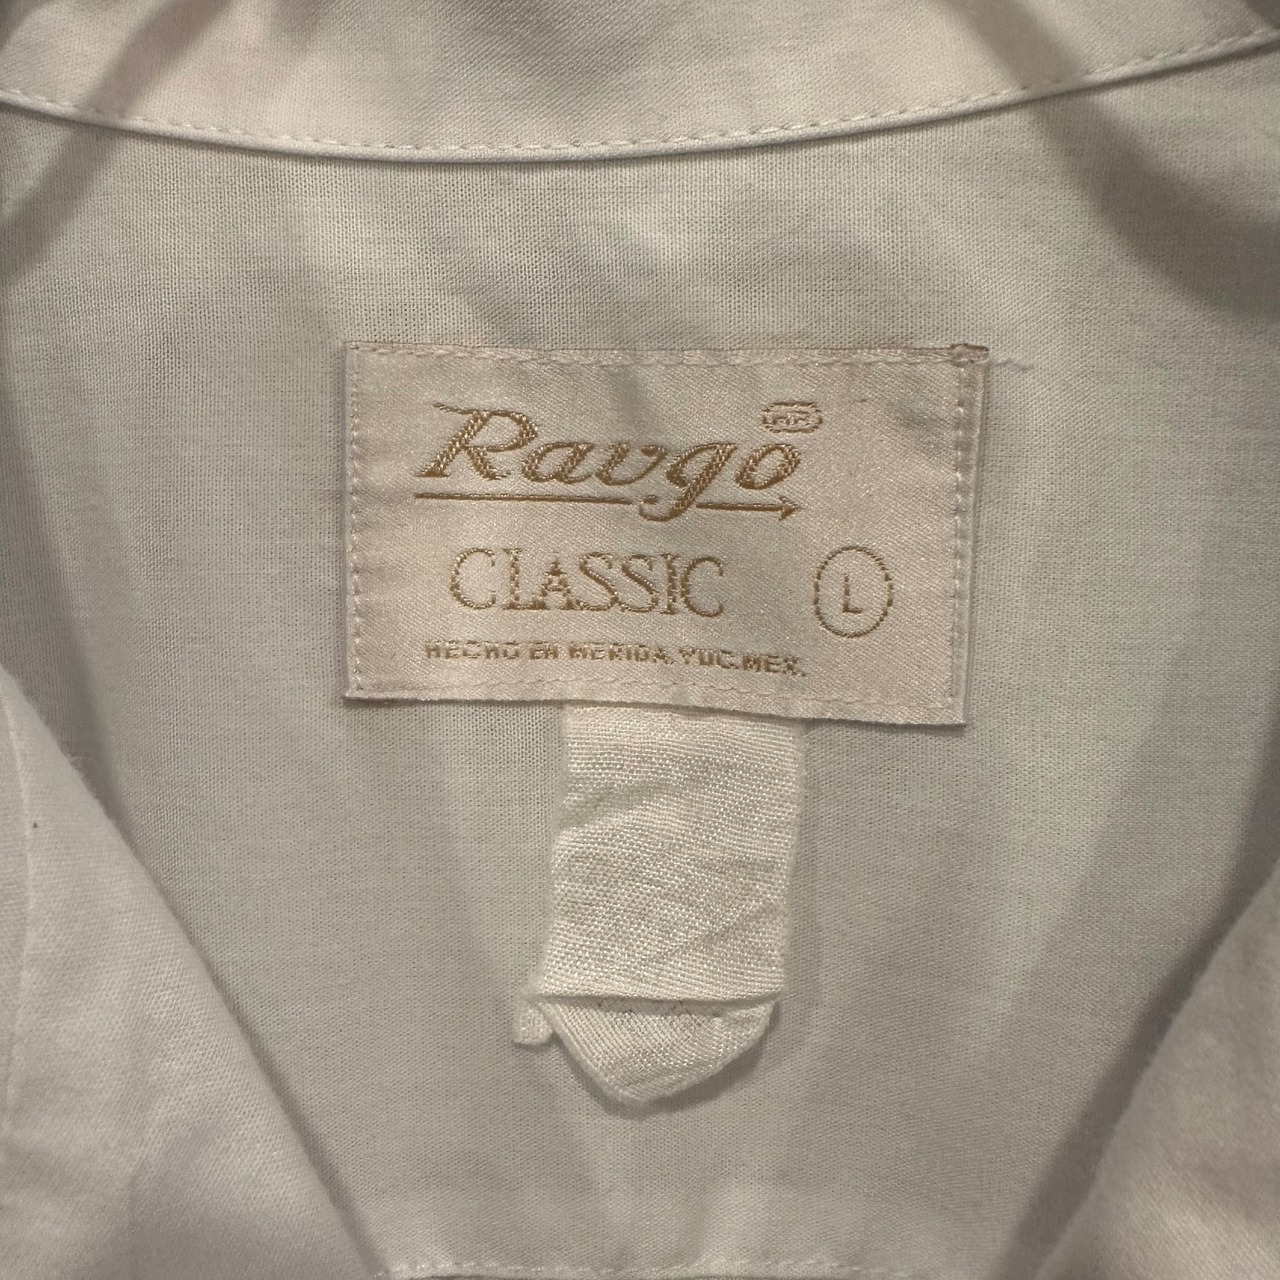 Ravgo
CLASSIC L
HECHO EN MERIDA, YUC. MEX.